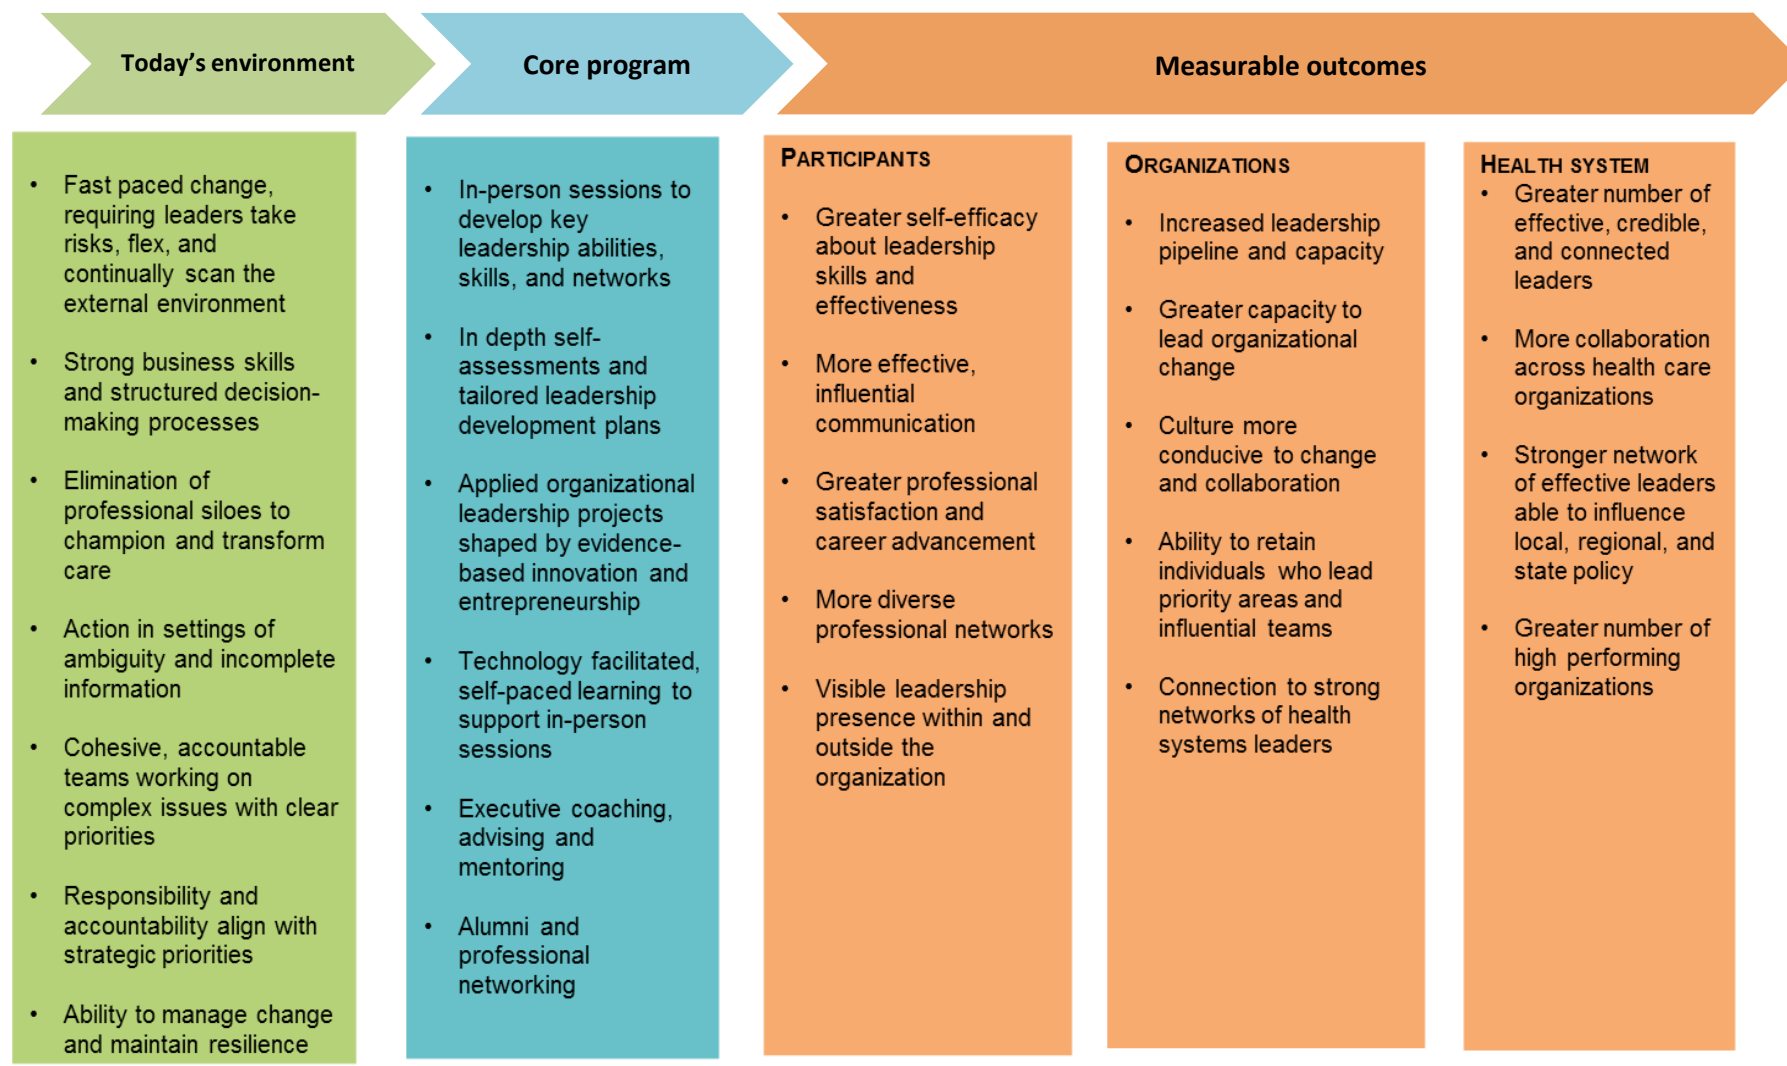 Today's environment
Core program
Measurable outcomes
• Fast paced change,
requiring leaders take
risks, flex, and
continually scan the
external environment
• Strong business skills
and structured decision-
making processes
• Elimination of
professional siloes to
champion and transform
care
• Action in settings of
ambiguity and incomplete
information
• Cohesive, accountable
teams working on
complex issues with clear
priorities
• Responsibility and
accountability align with
strategic priorities
• Ability to manage change
and maintain resilience
• In-person sessions to
develop key
leadership abilities,
skills, and networks
• In depth self-
assessments and
tailored leadership
development plans
• Applied organizational
leadership projects
shaped by evidence-
based innovation and
entrepreneurship
• Technology facilitated,
self-paced learning to
support in-person
sessions
• Executive coaching,
advising and
mentoring
• Alumni and
professional
networking
PARTICIPANTS
• Greater self-efficacy
about leadership
skills and
effectiveness
• More effective,
influential
communication
• Greater professional
satisfaction and
career advancement
• More diverse
professional networks
• Visible leadership
presence within and
outside the
organization
ORGANIZATIONS
• Increased leadership
pipeline and capacity
• Greater capacity to
lead organizational
change
• Culture more
conducive to change
and collaboration
• Ability to retain
individuals who lead
priority areas and
influential teams
• Connection to strong
networks of health
systems leaders
HEALTH SYSTEM
• Greater number of
effective, credible,
and connected
leaders
• More collaboration
across health care
organizations
• Stronger network
of effective leaders
able to influence
local, regional, and
state policy
• Greater number of
high performing
organizations